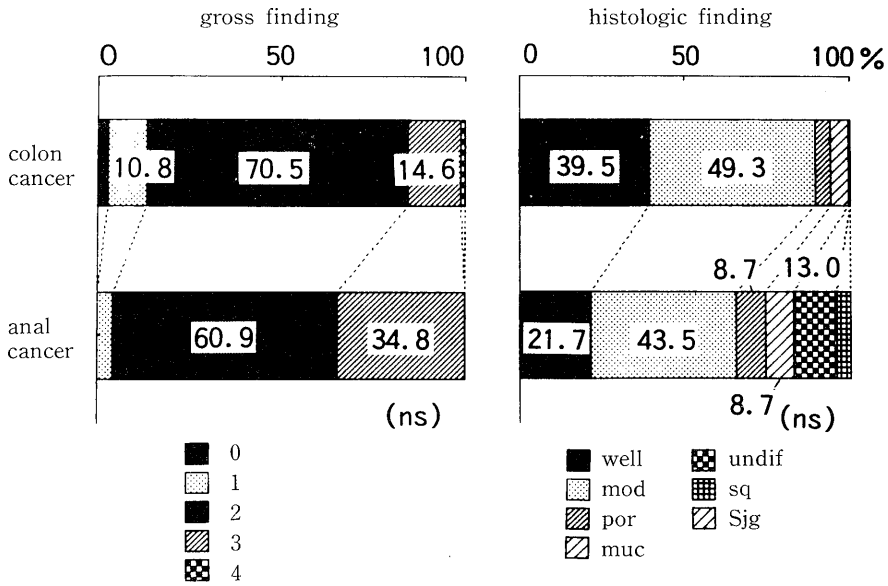 gross finding
histologic finding
0 50 100
0 50 100%
colon
cancer
10.8 70.5 14.6
39.5 49.3
8.7 13.0
anal
cancer
60.9 34.8
21.7 43.5
8.7
(ns)
(ns)
0
1
2
3
4
well
mod
por
muc
undif
sq
Sjg